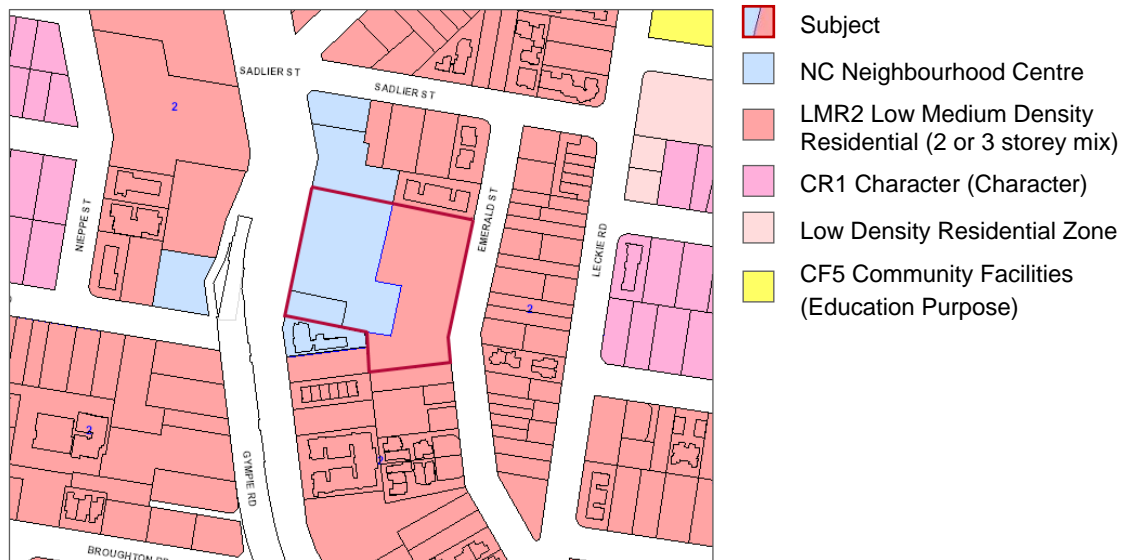 SADLIER ST
SADLIER ST
2
NIEPPE ST
EMERALD ST
LECKIE RD
2
2
2
GYMPIE RD
BROUGHTON
Subject
NC Neighbourhood Centre
LMR2 Low Medium Density
Residential (2 or 3 storey mix)
CR1 Character (Character)
Low Density Residential Zone
CF5 Community Facilities
(Education Purpose)